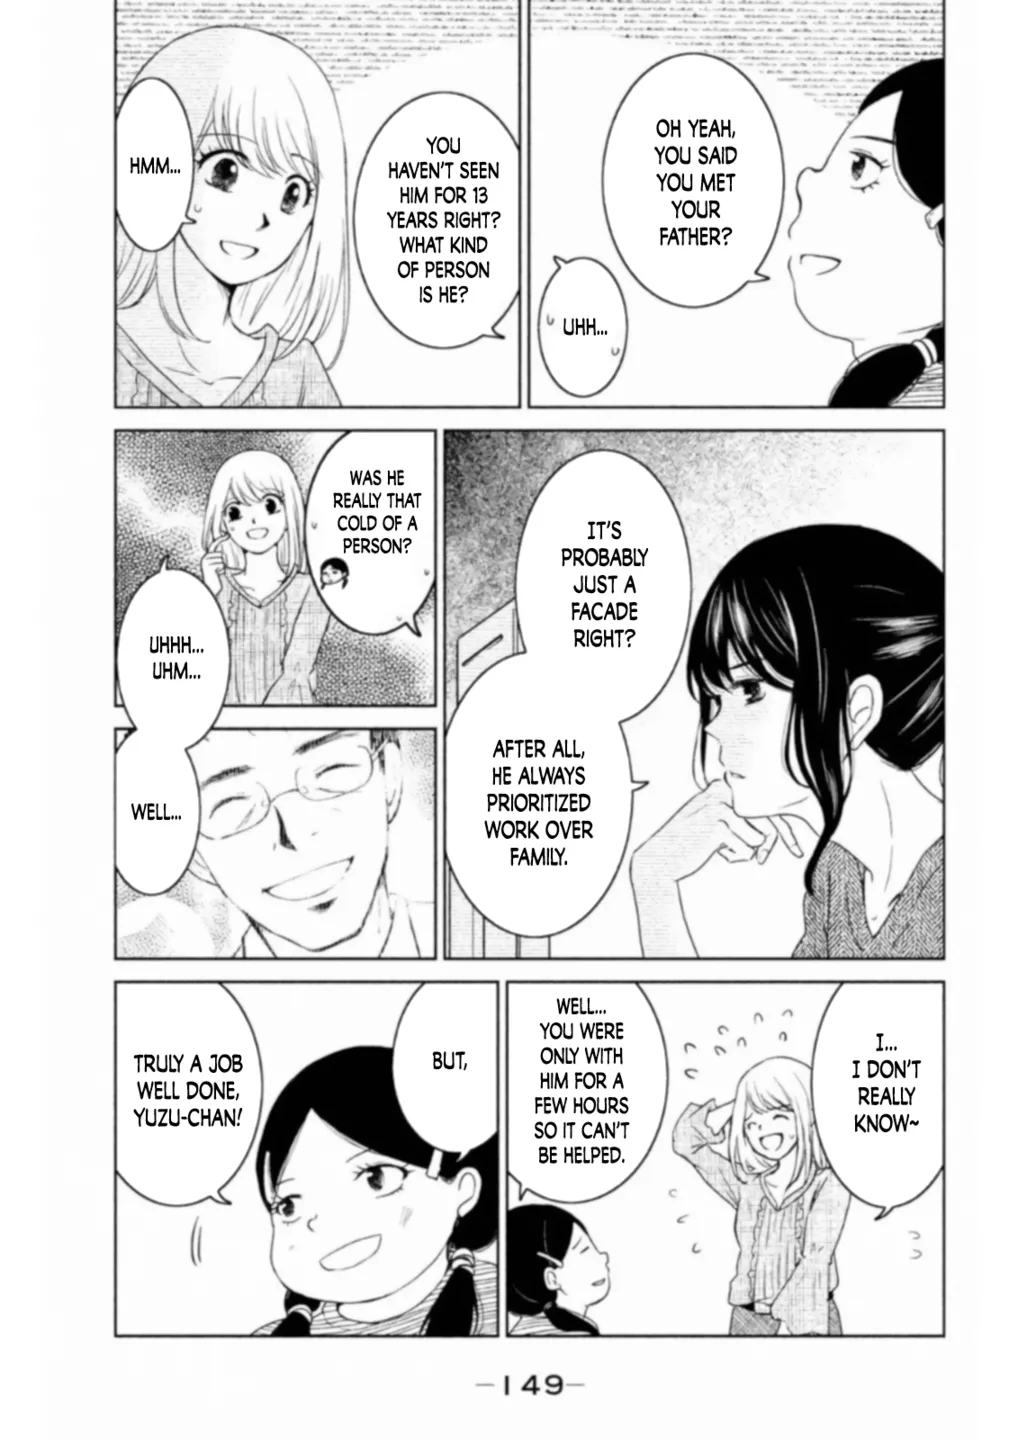 OH YEAH,
YOU SAID
YOU MET
YOUR
FATHER?
UHH...
YOU
HAVEN'T SEEN
HIM FOR 13
YEARS RIGHT?
WHAT KIND
OF PERSON
IS HE?
HMM...
IT'S
PROBABLY
JUST A
FACADE
RIGHT?
AFTER ALL,
HE ALWAYS
PRIORITIZED
WORK OVER
FAMILY.
WAS HE
REALLY THAT
COLD OF A
PERSON?
UHHH...
UHM...
WELL...
I...
I DON'T
REALLY
KNOW~
WELL...
YOU WERE
ONLY WITH
HIM FOR A
FEW HOURS
SO IT CAN'T
BE HELPED.
BUT,
TRULY A JOB
WELL DONE,
YUZU-CHAN!
-149-